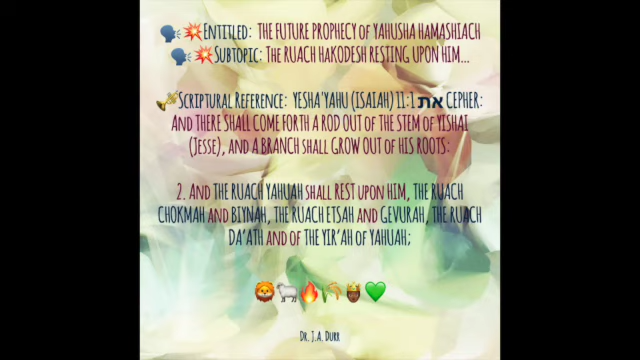 🗣💥Entitled: THE FUTURE PROPHECY of YAHUSHA HaMASHIACH
🗣💥Subtopic: The RUACH HAKODESH RESTING UPON HIM...
🎺Scriptural Reference: YESHA'YAHU (ISAIAH) 11:1 את CEPHER:
And THERE SHALL COME FORTH A ROD OUT of THE STEM of YISHAI
(Jesse), and A BRANCH shall GROW OUT of HIS ROOTS:
2. And THE RUACH YAHUAH shall REST upon HIM, THE RUACH
CHOKMAH and BIYNAH, THE RUACH ETSAH and GEVURAH, THE RUACH
DA'ATH and of THE YIR'AH of YAHUAH;
🦁🐑🔥🌾🤴🏾💚
Dr. J.A. Durr